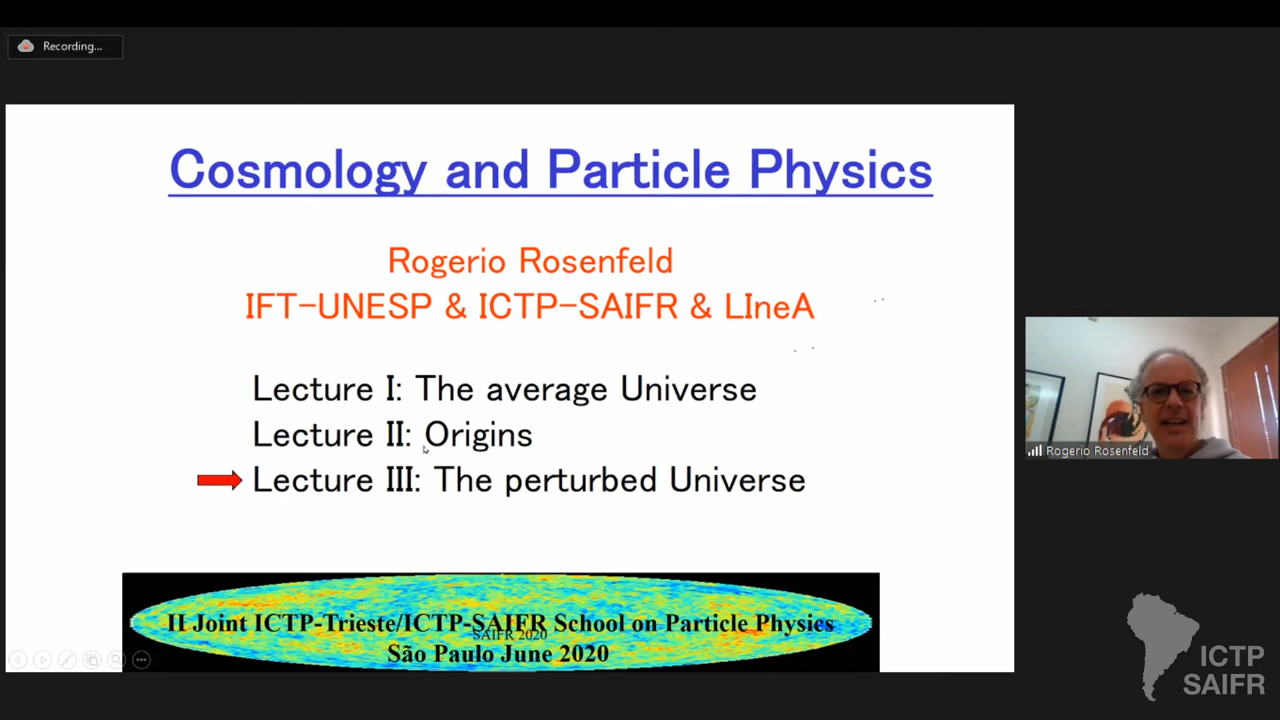 Recording...
Cosmology and Particle Physics
Rogerio Rosenfeld
IFT-UNESP & ICTP-SAIFR & LIneA
Lecture I: The average Universe
Lecture II: Origins
Lecture III: The perturbed Universe
Rogerio Rosenfeld
II Joint ICTP-Trieste/ICTP-SAIFR School on Particle Physics
SAIFR 2020
São Paulo June 2020
ICTP
SAIFR